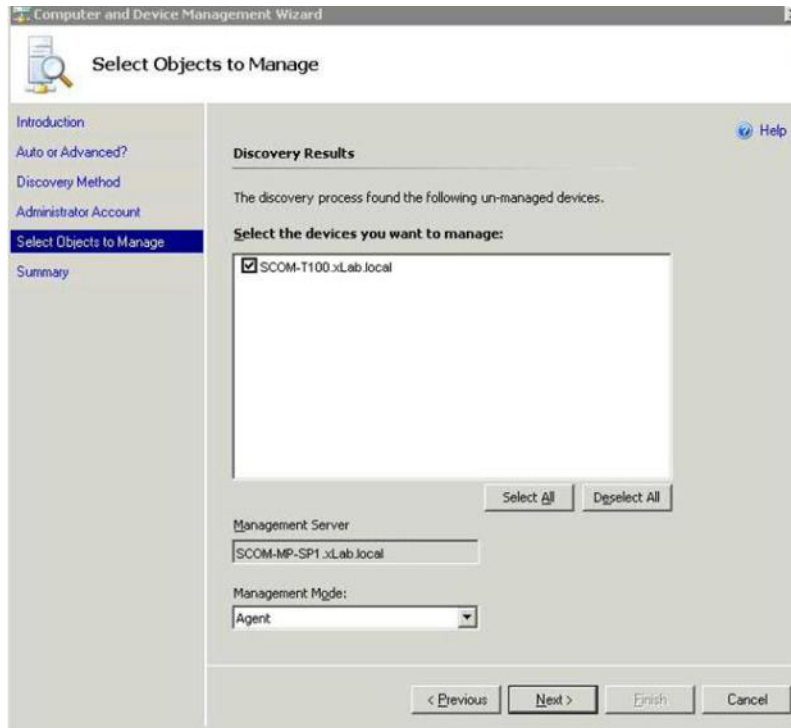 Computer and Device Management Wizard
Select Objects to Manage
Introduction
Auto or Advanced?
Discovery Method
Administrator Account
Select Objects to Manage
Summary
Help
Discovery Results
The discovery process found the following un-managed devices.
Select the devices you want to manage:
SCOM-T100.xLab.local
Select All
Deselect All
Management Server
SCOM-MP-SP1.xLab.local
Management Mode:
Agent
< Previous
Next >
Finish
Cancel